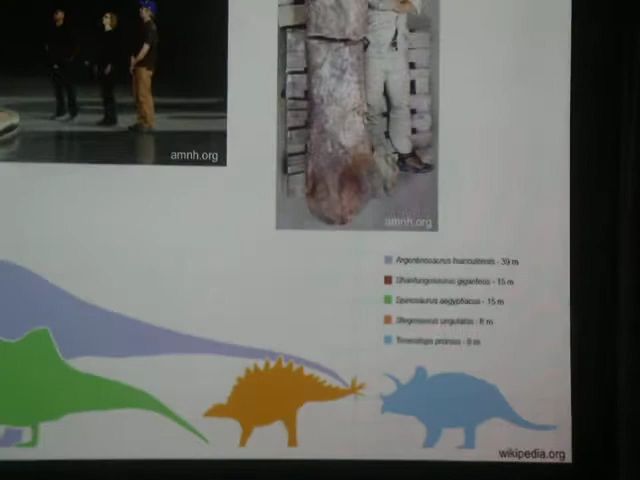 amnh.org
amnh.org
Argentinosaurus huinculensis - 39 m
Shantungosaurus giganteus - 15 m
Spinosaurus aegyptiacus - 15 m
Stegosaurus ungulatus - 9 m
Triceratops prorsus - 9 m
wikipedia.org